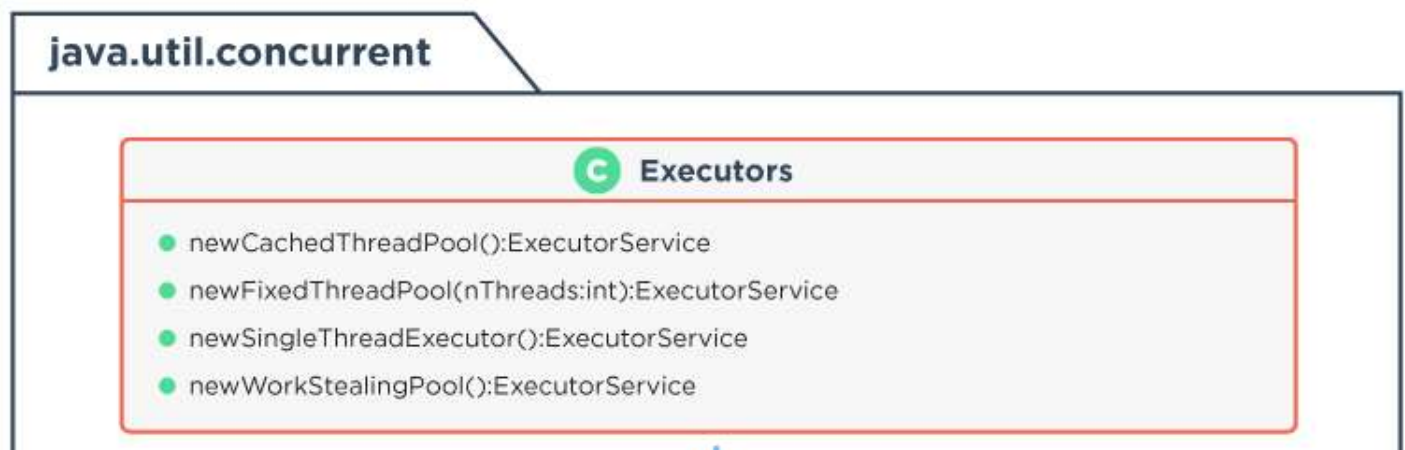 java.util.concurrent
C Executors
newCachedThreadPool():ExecutorService
newFixedThreadPool(nThreads:int):ExecutorService
newSingleThreadExecutor():ExecutorService
newWorkStealingPool():ExecutorService